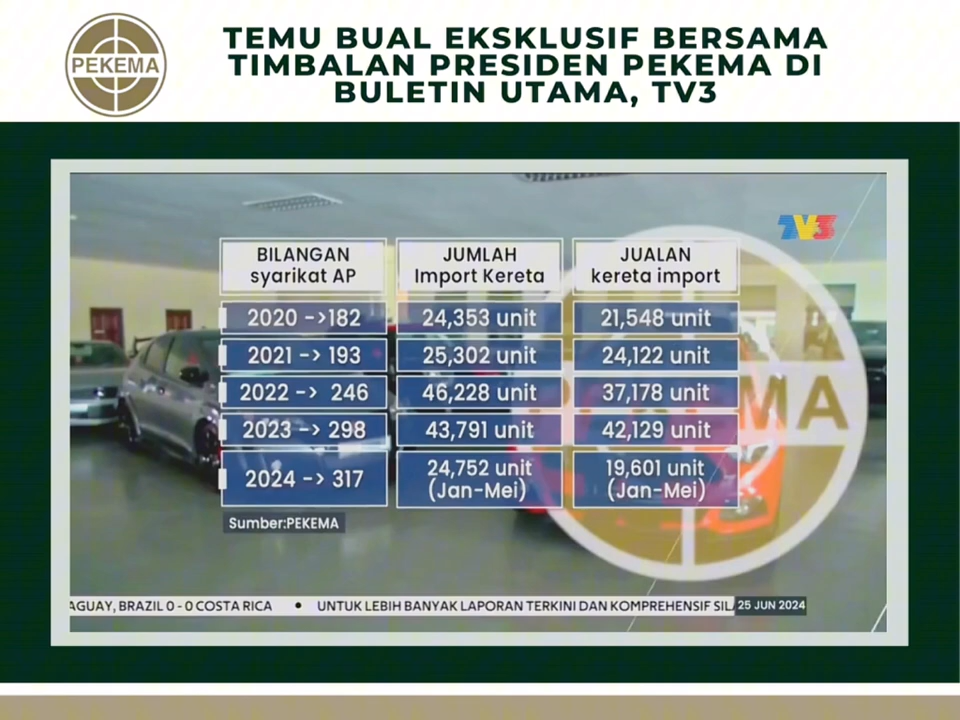 PEKEMA
TEMU BUAL EKSKLUSIF BERSAMA
TIMBALAN PRESIDEN PEKEMA DI
BULETIN UTAMA, TV3
TV3
BILANGAN
syarikat AP
JUMLAH
Import Kereta
JUALAN
kereta import
2020 ->182
24,353 unit
21,548 unit
2021 -> 193
25,302 unit
24,122 unit
2022 -> 246
46,228 unit
37,178 unit
2023 -> 298
43,791 unit
42,129 unit
2024 -> 317
24,752 unit
(Jan-Mei)
19,601 unit
(Jan-Mei)
Sumber:PEKEMA
AGUAY, BRAZIL 0 - 0 COSTA RICA • UNTUK LEBIH BANYAK LAPORAN TERKINI DAN KOMPREHENSIF SIL
25 JUN 2024